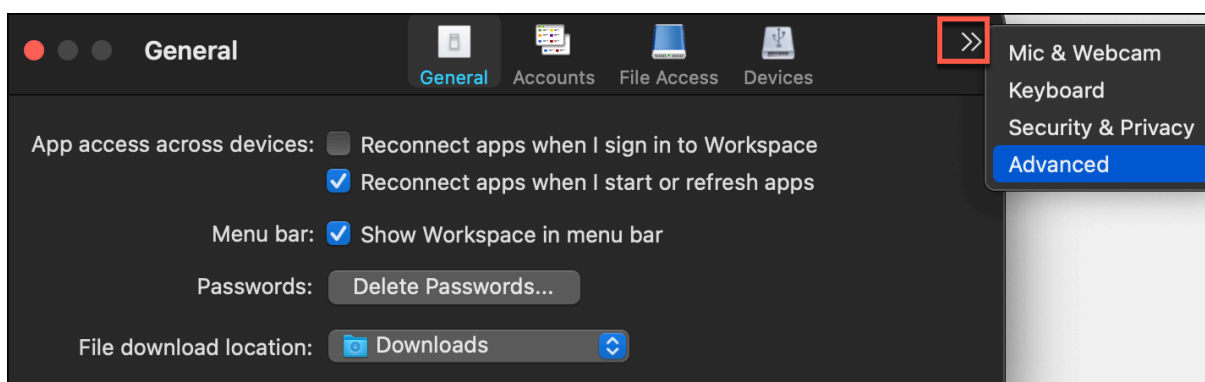 General
General Accounts File Access Devices
Mic & Webcam
Keyboard
Security & Privacy
Advanced
App access across devices: Reconnect apps when I sign in to Workspace
Reconnect apps when I start or refresh apps
Menu bar: Show Workspace in menu bar
Passwords: Delete Passwords...
File download location: Downloads